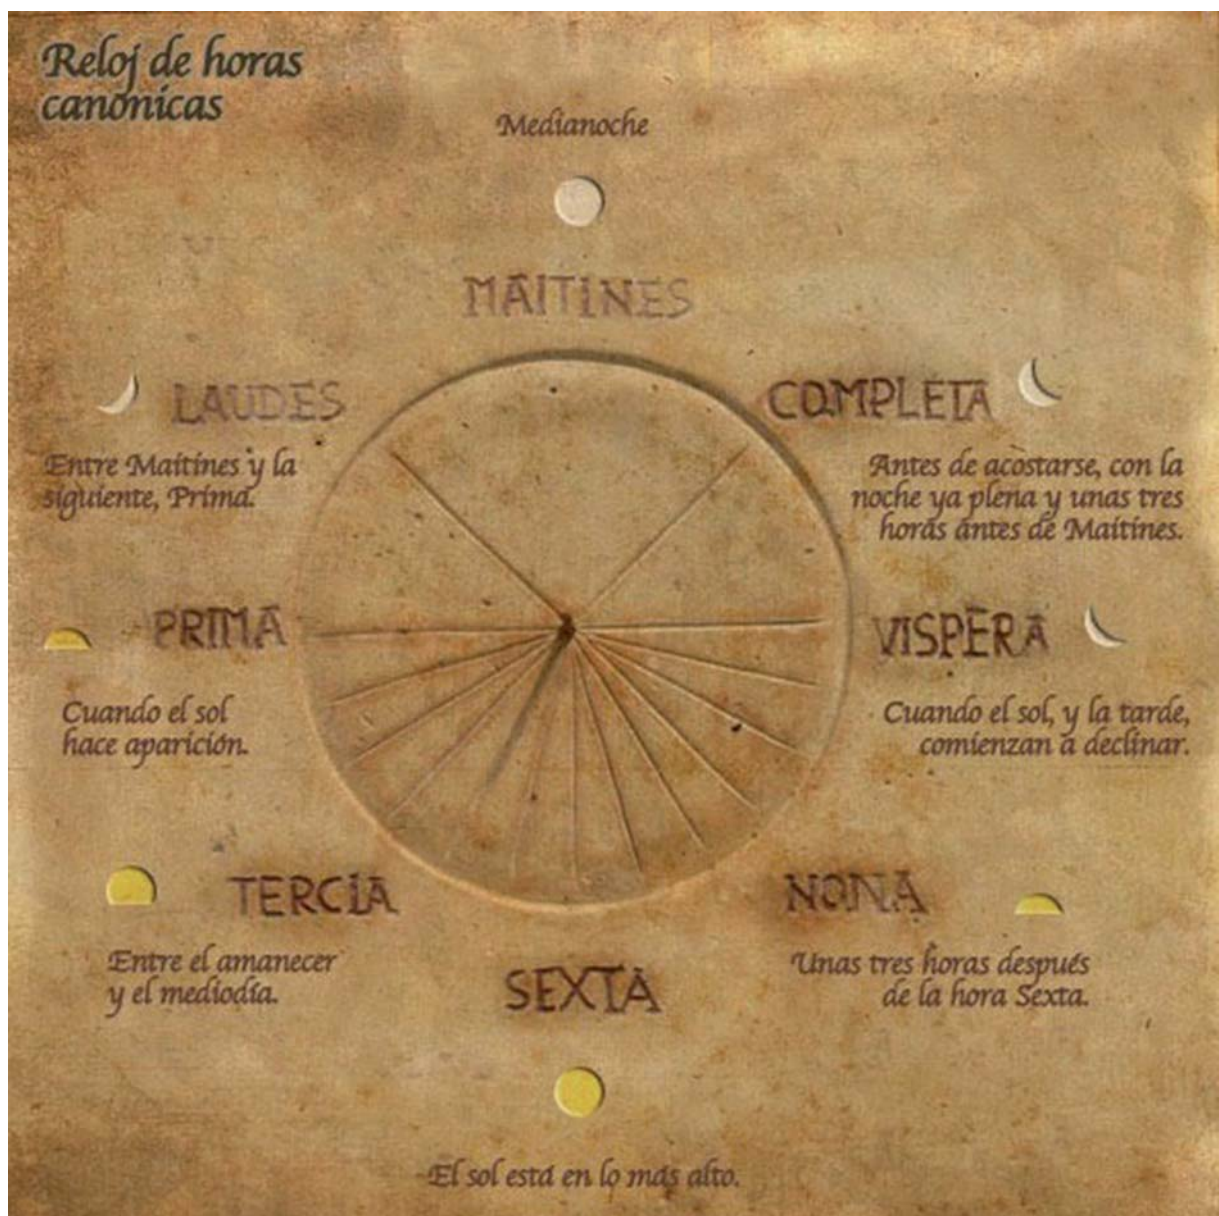 Reloj de horas
canónicas
Medianoche
MAITINES
LAUDES
Entre Maitines y la
siguiente, Prima.
COMPLETA
Antes de acostarse, con la
noche ya plena y unas tres
horas antes de Maitines.
PRIMA
Cuando el sol
hace aparición.
VISPERA
Cuando el sol, y la tarde,
comienzan a declinar.
TERCIA
Entre el amanecer
y el mediodía.
NONA
Unas tres horas después
de la hora Sexta.
SEXTA
El sol está en lo más alto.